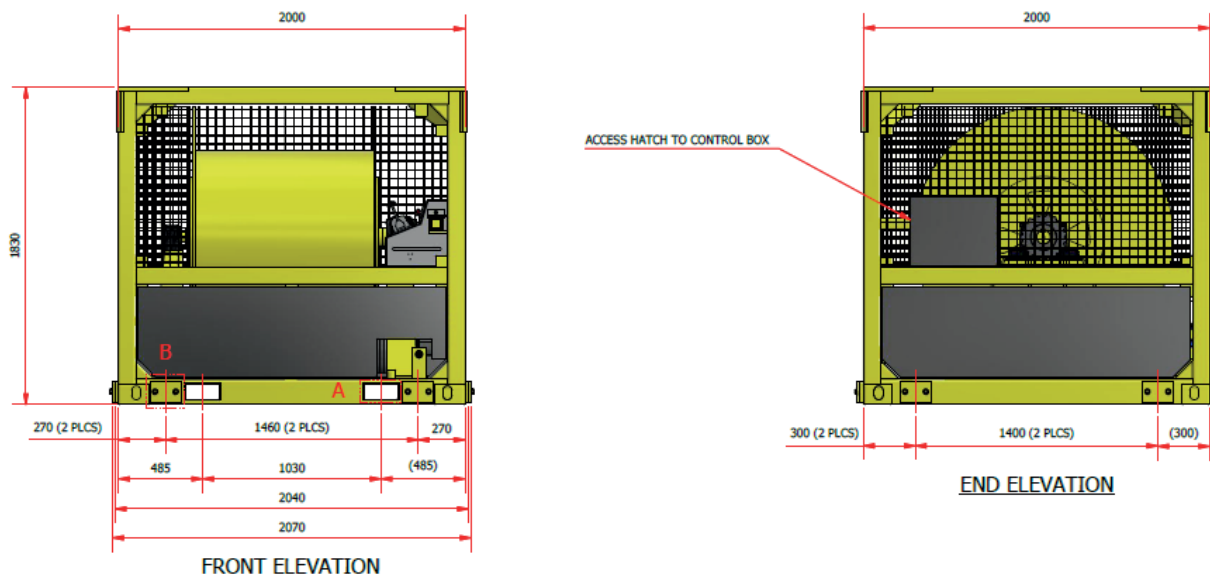 2000
2000
1830
ACCESS HATCH TO CONTROL BOX
B
A
270 (2 PLCS)
1460 (2 PLCS)
270
485
1030
(485)
2040
2070
FRONT ELEVATION
300 (2 PLCS)
1400 (2 PLCS)
(300)
END ELEVATION